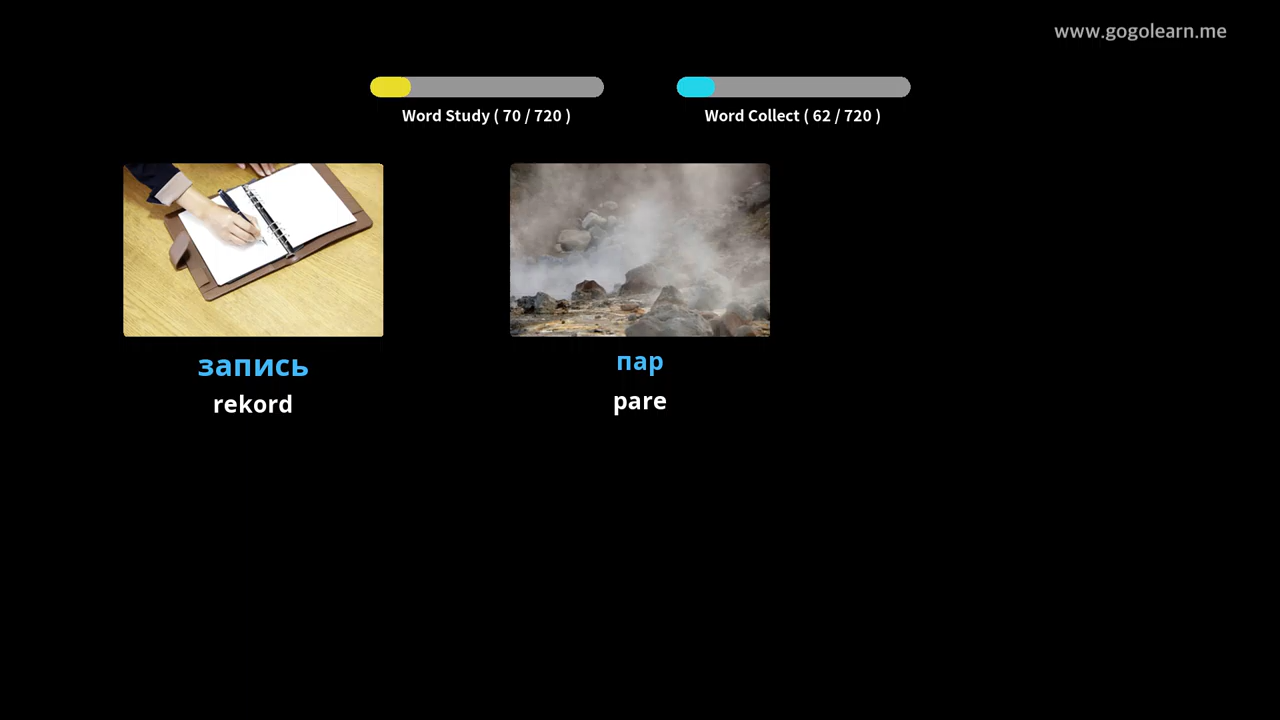 www.gogolearn.me
Word Study ( 70 / 720 )
Word Collect ( 62 / 720 )
запись
rekord
пар
pare